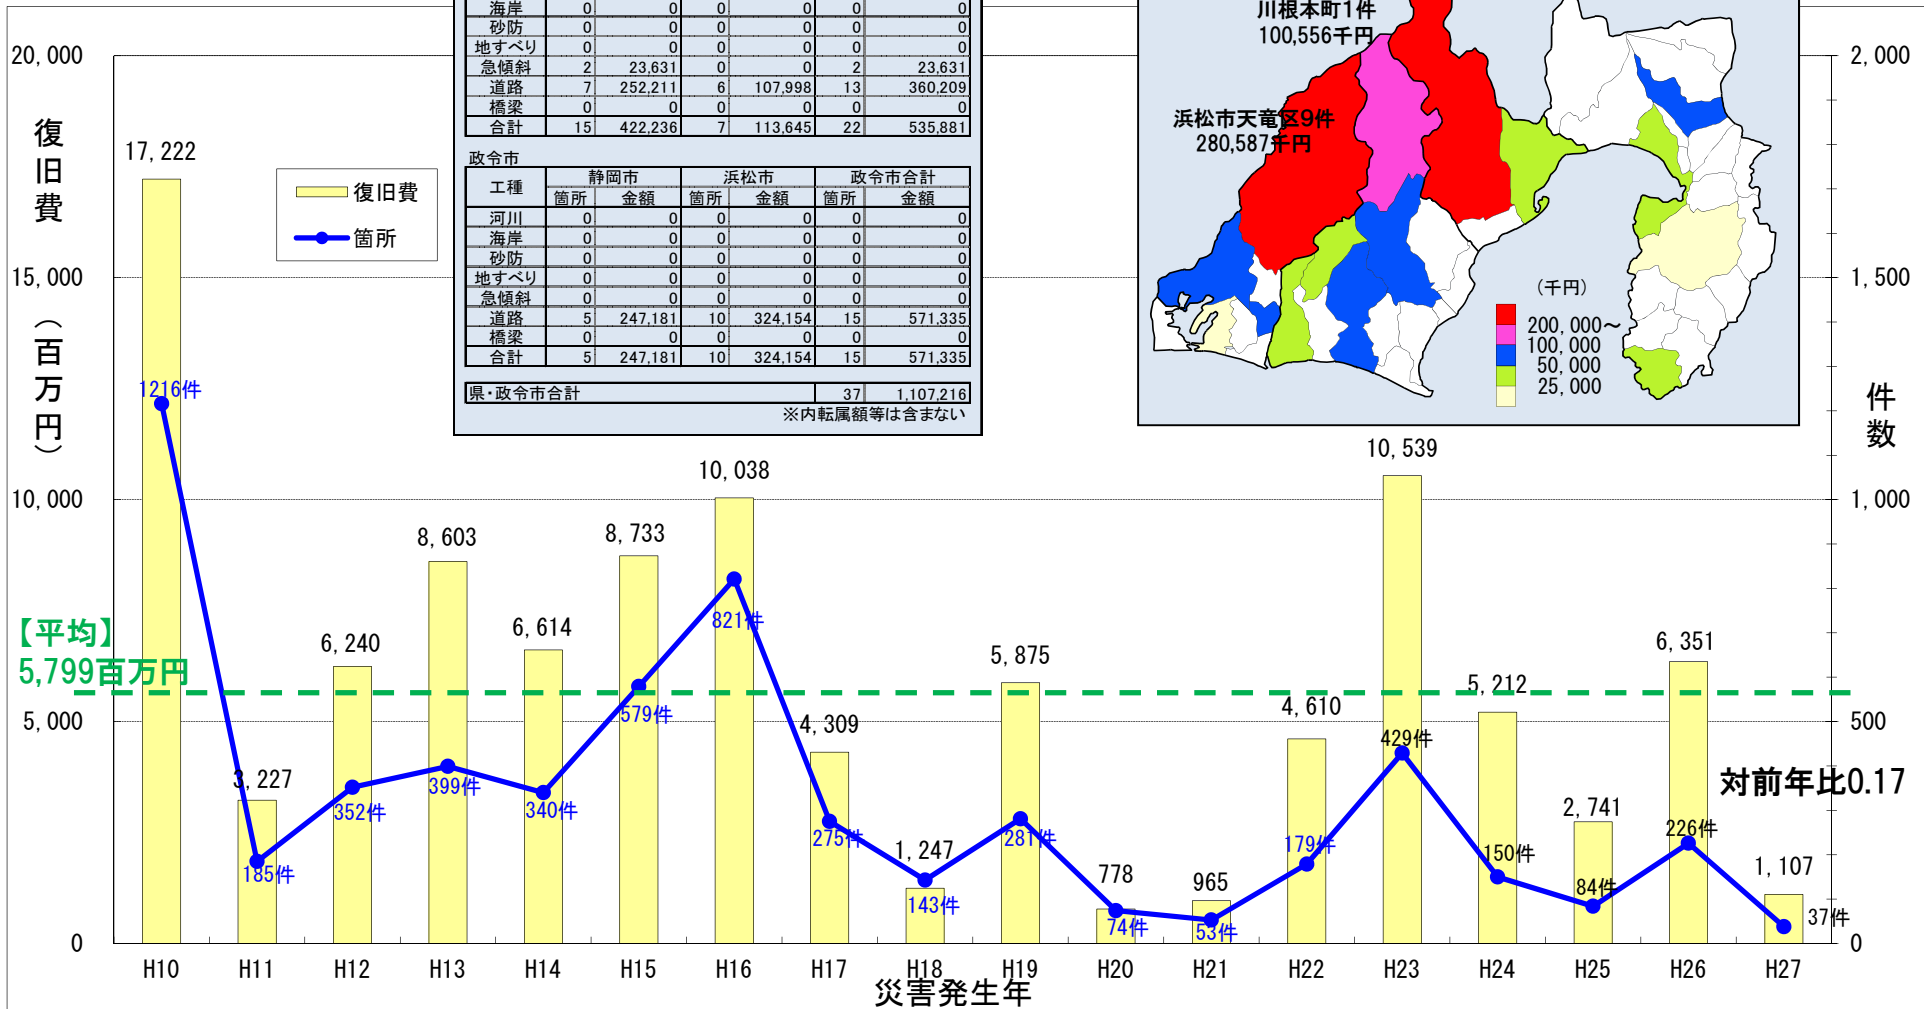 海岸 0 0 0 0 0 0
砂防 0 0 0 0 0 0
地すべり 0 0 0 0 0 0
急傾斜 2 23,631 0 0 2 23,631
道路 7 252,211 6 107,998 13 360,209
橋梁 0 0 0 0 0 0
合計 15 422,236 7 113,645 22 535,881
政令市
工種 静岡市 浜松市 政令市合計
箇所 金額 箇所 金額 箇所 金額
河川 0 0 0 0 0 0
海岸 0 0 0 0 0 0
砂防 0 0 0 0 0 0
地すべり 0 0 0 0 0 0
急傾斜 0 0 0 0 0 0
道路 5 247,181 10 324,154 15 571,335
橋梁 0 0 0 0 0 0
合計 5 247,181 10 324,154 15 571,335
県・政令市合計 37 1,107,216
※内転属額等は含まない
川根本町1件
100,556千円
浜松市天竜区9件
280,587千円
(千円)
200,000～
100,000
50,000
25,000
復旧費(百万円)
20,000
15,000
10,000
5,000
0
復旧費
箇所
件数
2,000
1,500
1,000
500
0
【平均】
5,799百万円
対前年比0.17
17,222
3,227
6,240
8,603
6,614
8,733
10,038
4,309
1,247
5,875
778
965
4,610
10,539
5,212
2,741
6,351
1,107
1216件
185件
352件
399件
340件
579件
821件
275件
143件
281件
74件
53件
179件
429件
150件
84件
226件
37件
H10 H11 H12 H13 H14 H15 H16 H17 H18 H19 H20 H21 H22 H23 H24 H25 H26 H27
災害発生年